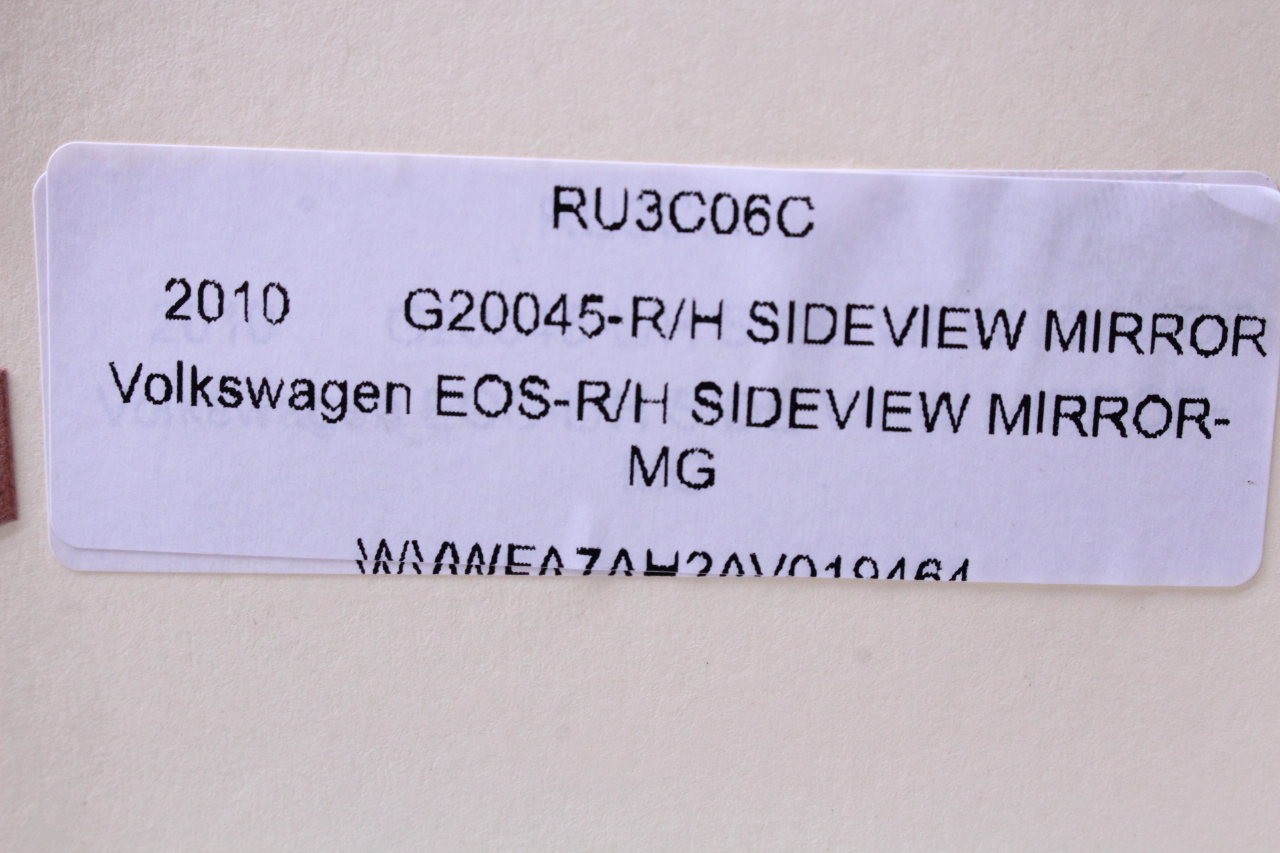 RU3C06C
2010 G20045-R/H SIDEVIEW MIRROR
Volkswagen EOS-R/H SIDEVIEW MIRROR-
MG